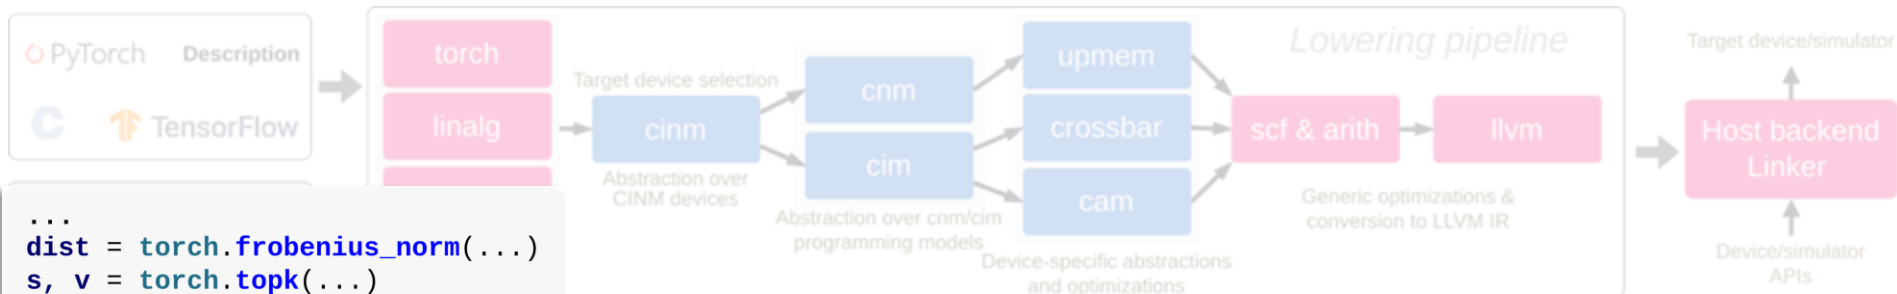 PyTorch
Description
C
TensorFlow
torch
linalg
Target device selection
cinm
Abstraction over
CINM devices
cnm
cim
Abstraction over cnm/cim
programming models
upmem
crossbar
cam
Device-specific abstractions
and optimizations
Lowering pipeline
scf & arith
llvm
Generic optimizations &
conversion to LLVM IR
Target device/simulator
Host backend
Linker
Device/simulator
APIs
...
dist = torch.frobenius_norm(...)
s, v = torch.topk(...)